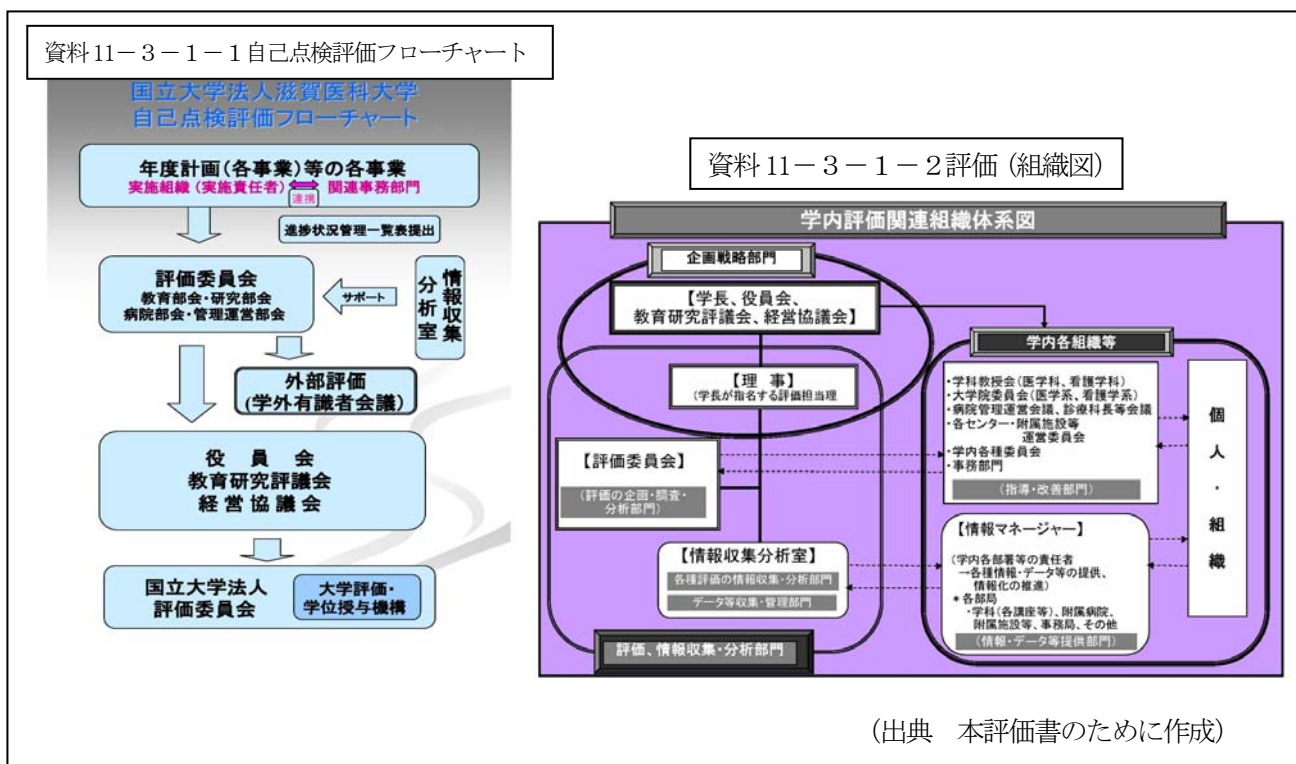 資料11－3－1－1自己点検評価フローチャート
国立大学法人滋賀医科大学
自己点検評価フローチャート
年度計画(各事業)等の各事業
実施組織(実施責任者)
関連事務部門
連携
進捗状況管理一覧表提出
評価委員会
教育部会・研究部会
病院部会・管理運営部会
サポート
情報収集
分析室
外部評価
(学外有識者会議)
役員会
教育研究評議会
経営協議会
国立大学法人
評価委員会
大学評価・
学位授与機構
資料11－3－1－2評価(組織図)
学内評価関連組織体系図
企画戦略部門
【学長、役員会、
教育研究評議会、経営協議会】
【理 事】
(学長が指名する評価担当理
【評価委員会】
(評価の企画・調査・
分析部門)
【情報収集分析室】
各種評価の情報収集・分析部門
データ等収集・管理部門
評価、情報収集・分析部門
学内各組織等
・学科教授会(医学科、看護学科)
・大学院委員会(医学系、看護学系)
・病院管理運営会議、診療科長等会議
・各センター・附属施設等
運営委員会
・学内各種委員会
・事務部門
(指導・改善部門)
【情報マネージャー】
(学内各部署等の責任者
→各種情報・データ等の提供、
情報化の推進)
＊各部局
・学科(各講座等)、附属病院、
附属施設等、事務局、その他
(情報・データ等提供部門)
個人・組織
(出典　本評価書のために作成)